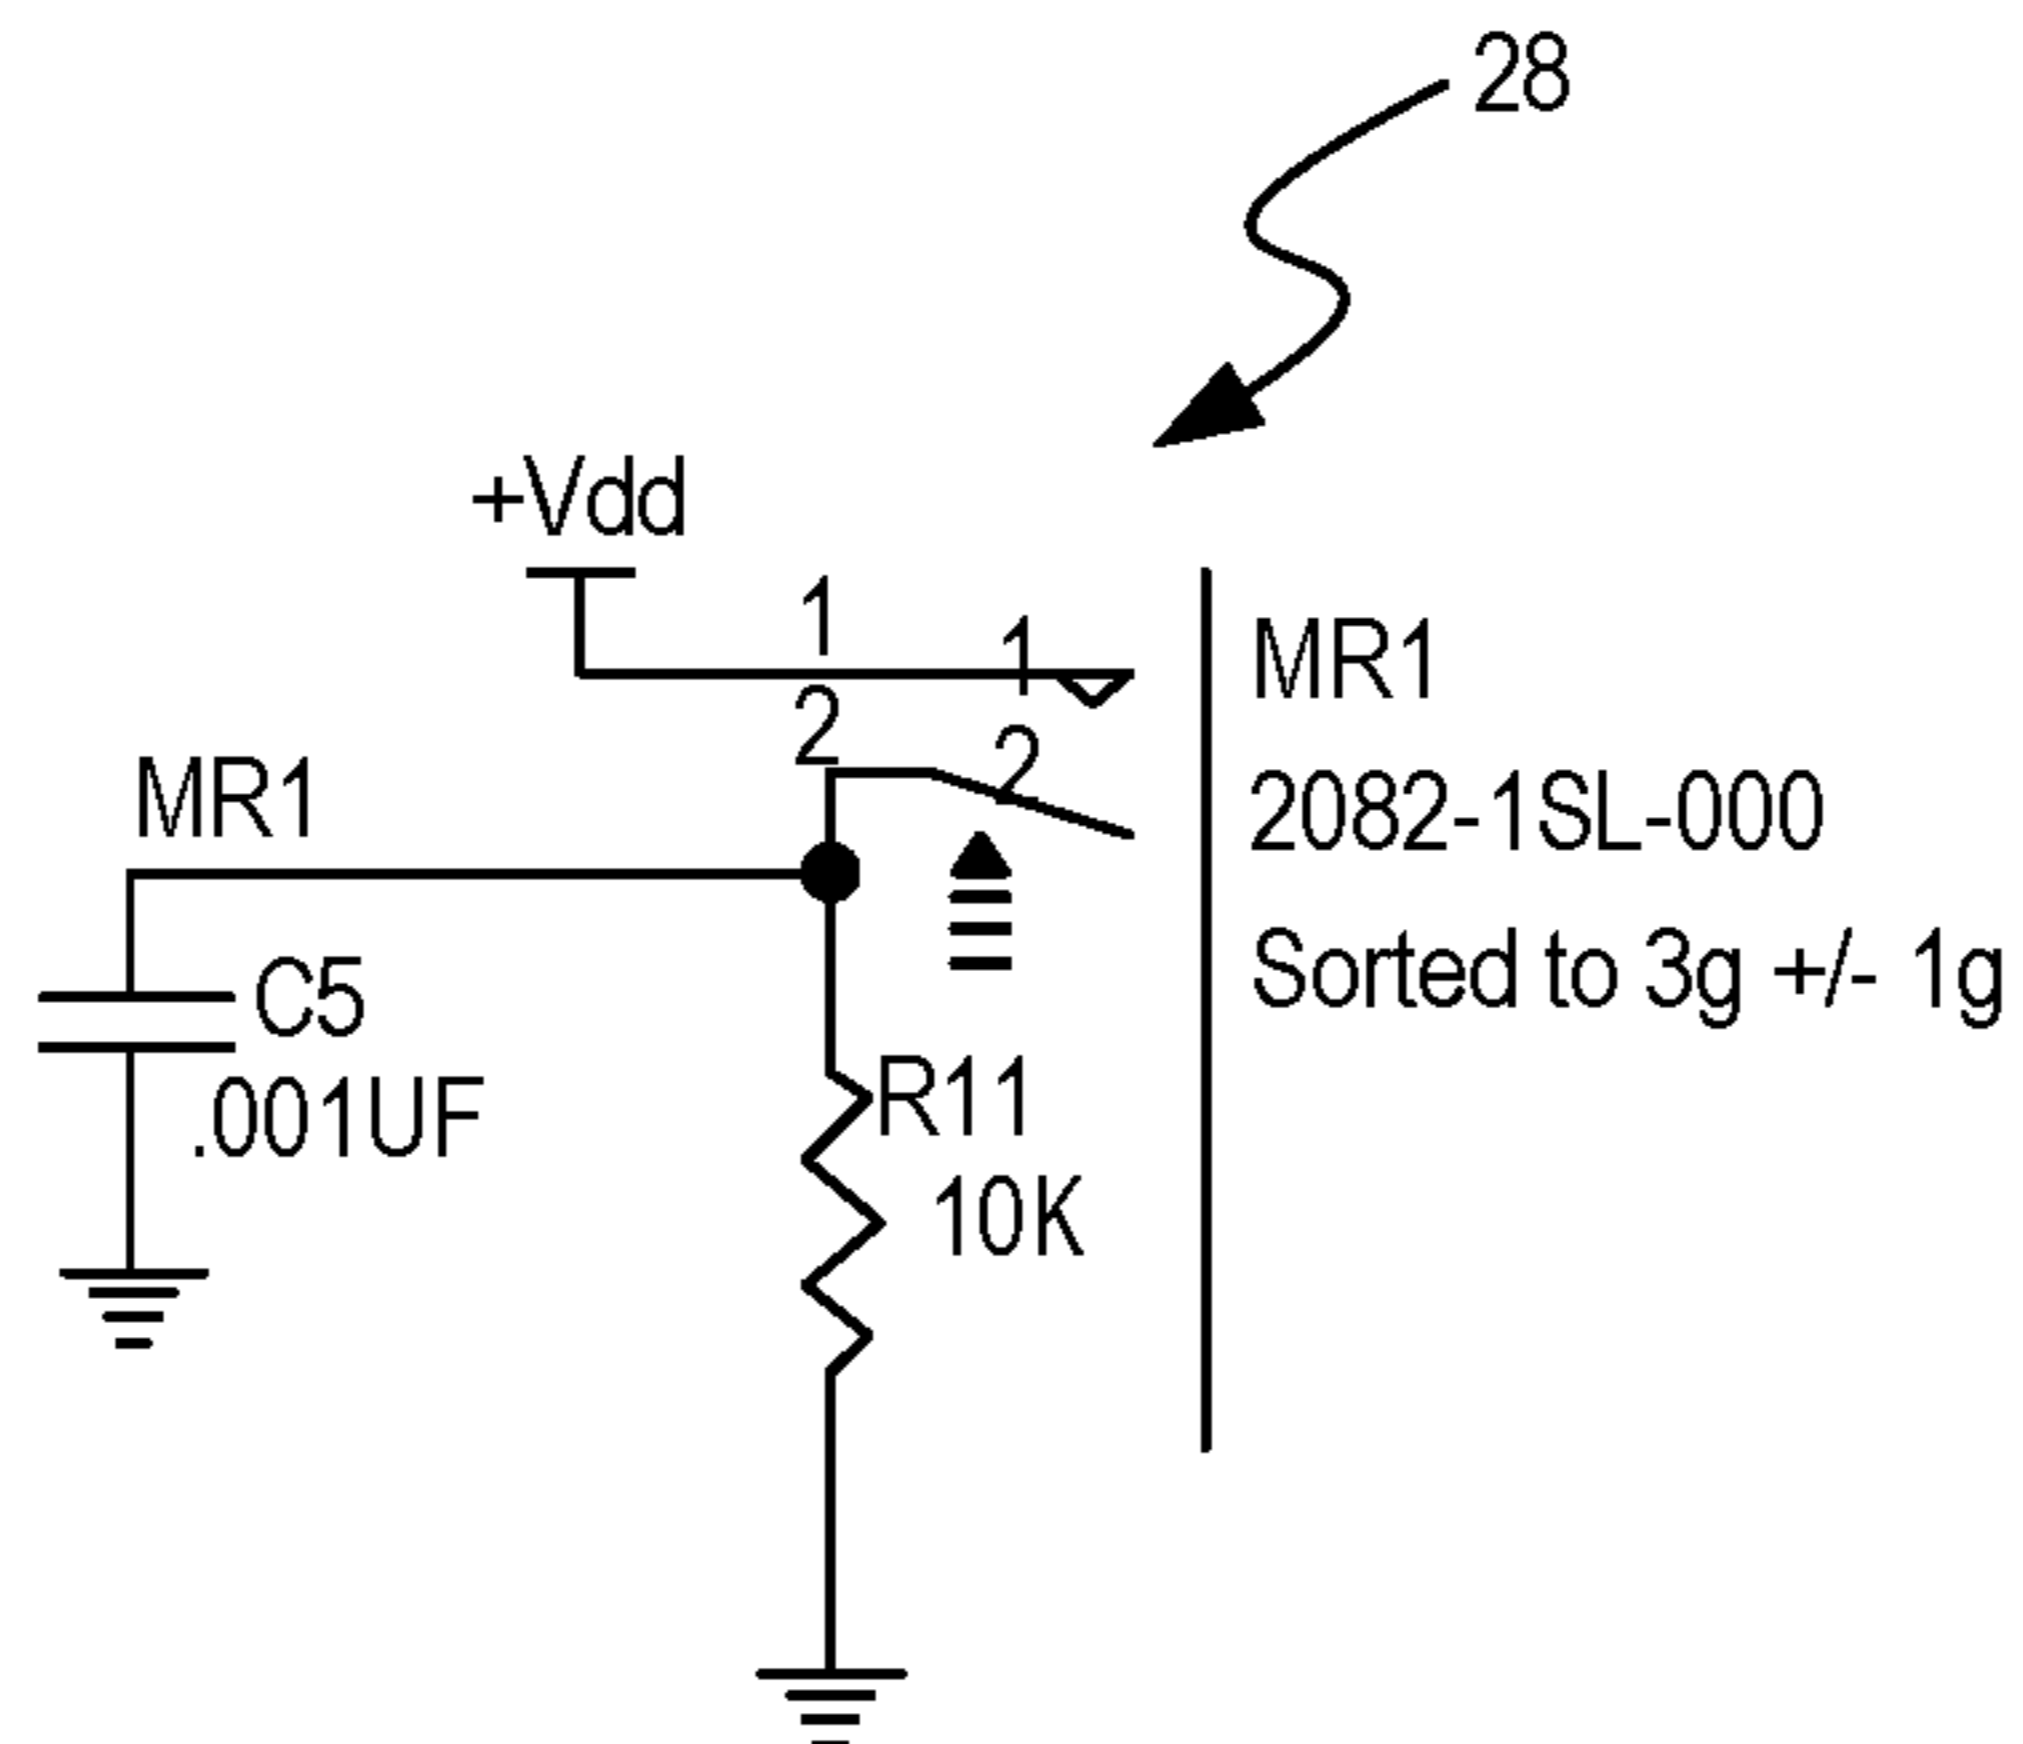 28
+Vdd
1
1
2
2
MR1
MR1
2082-1SL-000
Sorted to 3g +/- 1g
C5
.001UF
R11
10K